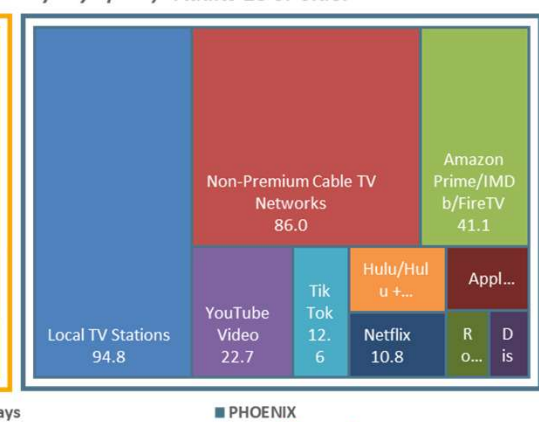 Local TV Stations
94.8
Non-Premium Cable TV
Networks
86.0
Amazon
Prime/IMD
b/FireTV
41.1
YouTube
Video
22.7
Tik
Tok
12.
6
Hulu/Hul
u +...
Netflix
10.8
Appl...
R
o...
D
is
PHOENIX